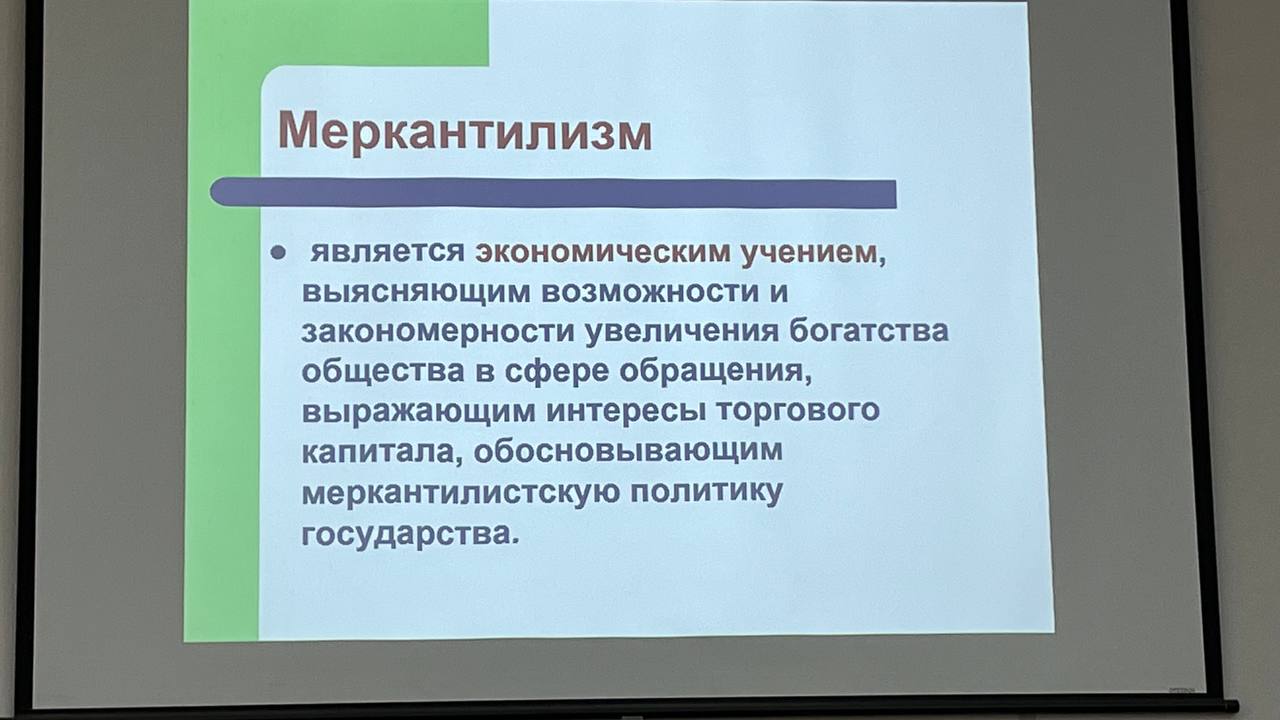 Меркантилизм
● является экономическим учением,
выясняющим возможности и
закономерности увеличения богатства
общества в сфере обращения,
выражающим интересы торгового
капитала, обосновывающим
меркантилистскую политику
государства.